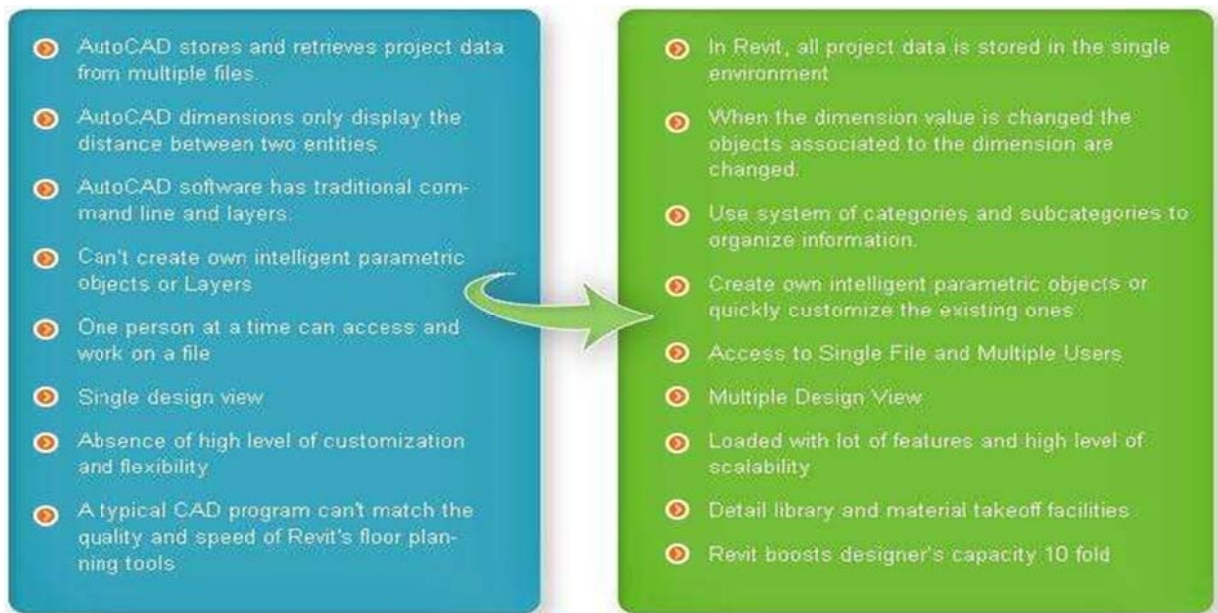 AutoCAD stores and retrieves project data
from multiple files.
AutoCAD dimensions only display the
distance between two entities
AutoCAD software has traditional com-
mand line and layers.
Can't create own intelligent parametric
objects or Layers
One person at a time can access and
work on a file
Single design view
Absence of high level of customization
and flexibility
A typical CAD program can't match the
quality and speed of Revit's floor plan-
ning tools
In Revit, all project data is stored in the single
environment
When the dimension value is changed the
objects associated to the dimension are
changed.
Use system of categories and subcategories to
organize information.
Create own intelligent parametric objects or
quickly customize the existing ones
Access to Single File and Multiple Users
Multiple Design View
Loaded with lot of features and high level of
scalability
Detail library and material takeoff facilities
Revit boosts designer's capacity 10 fold